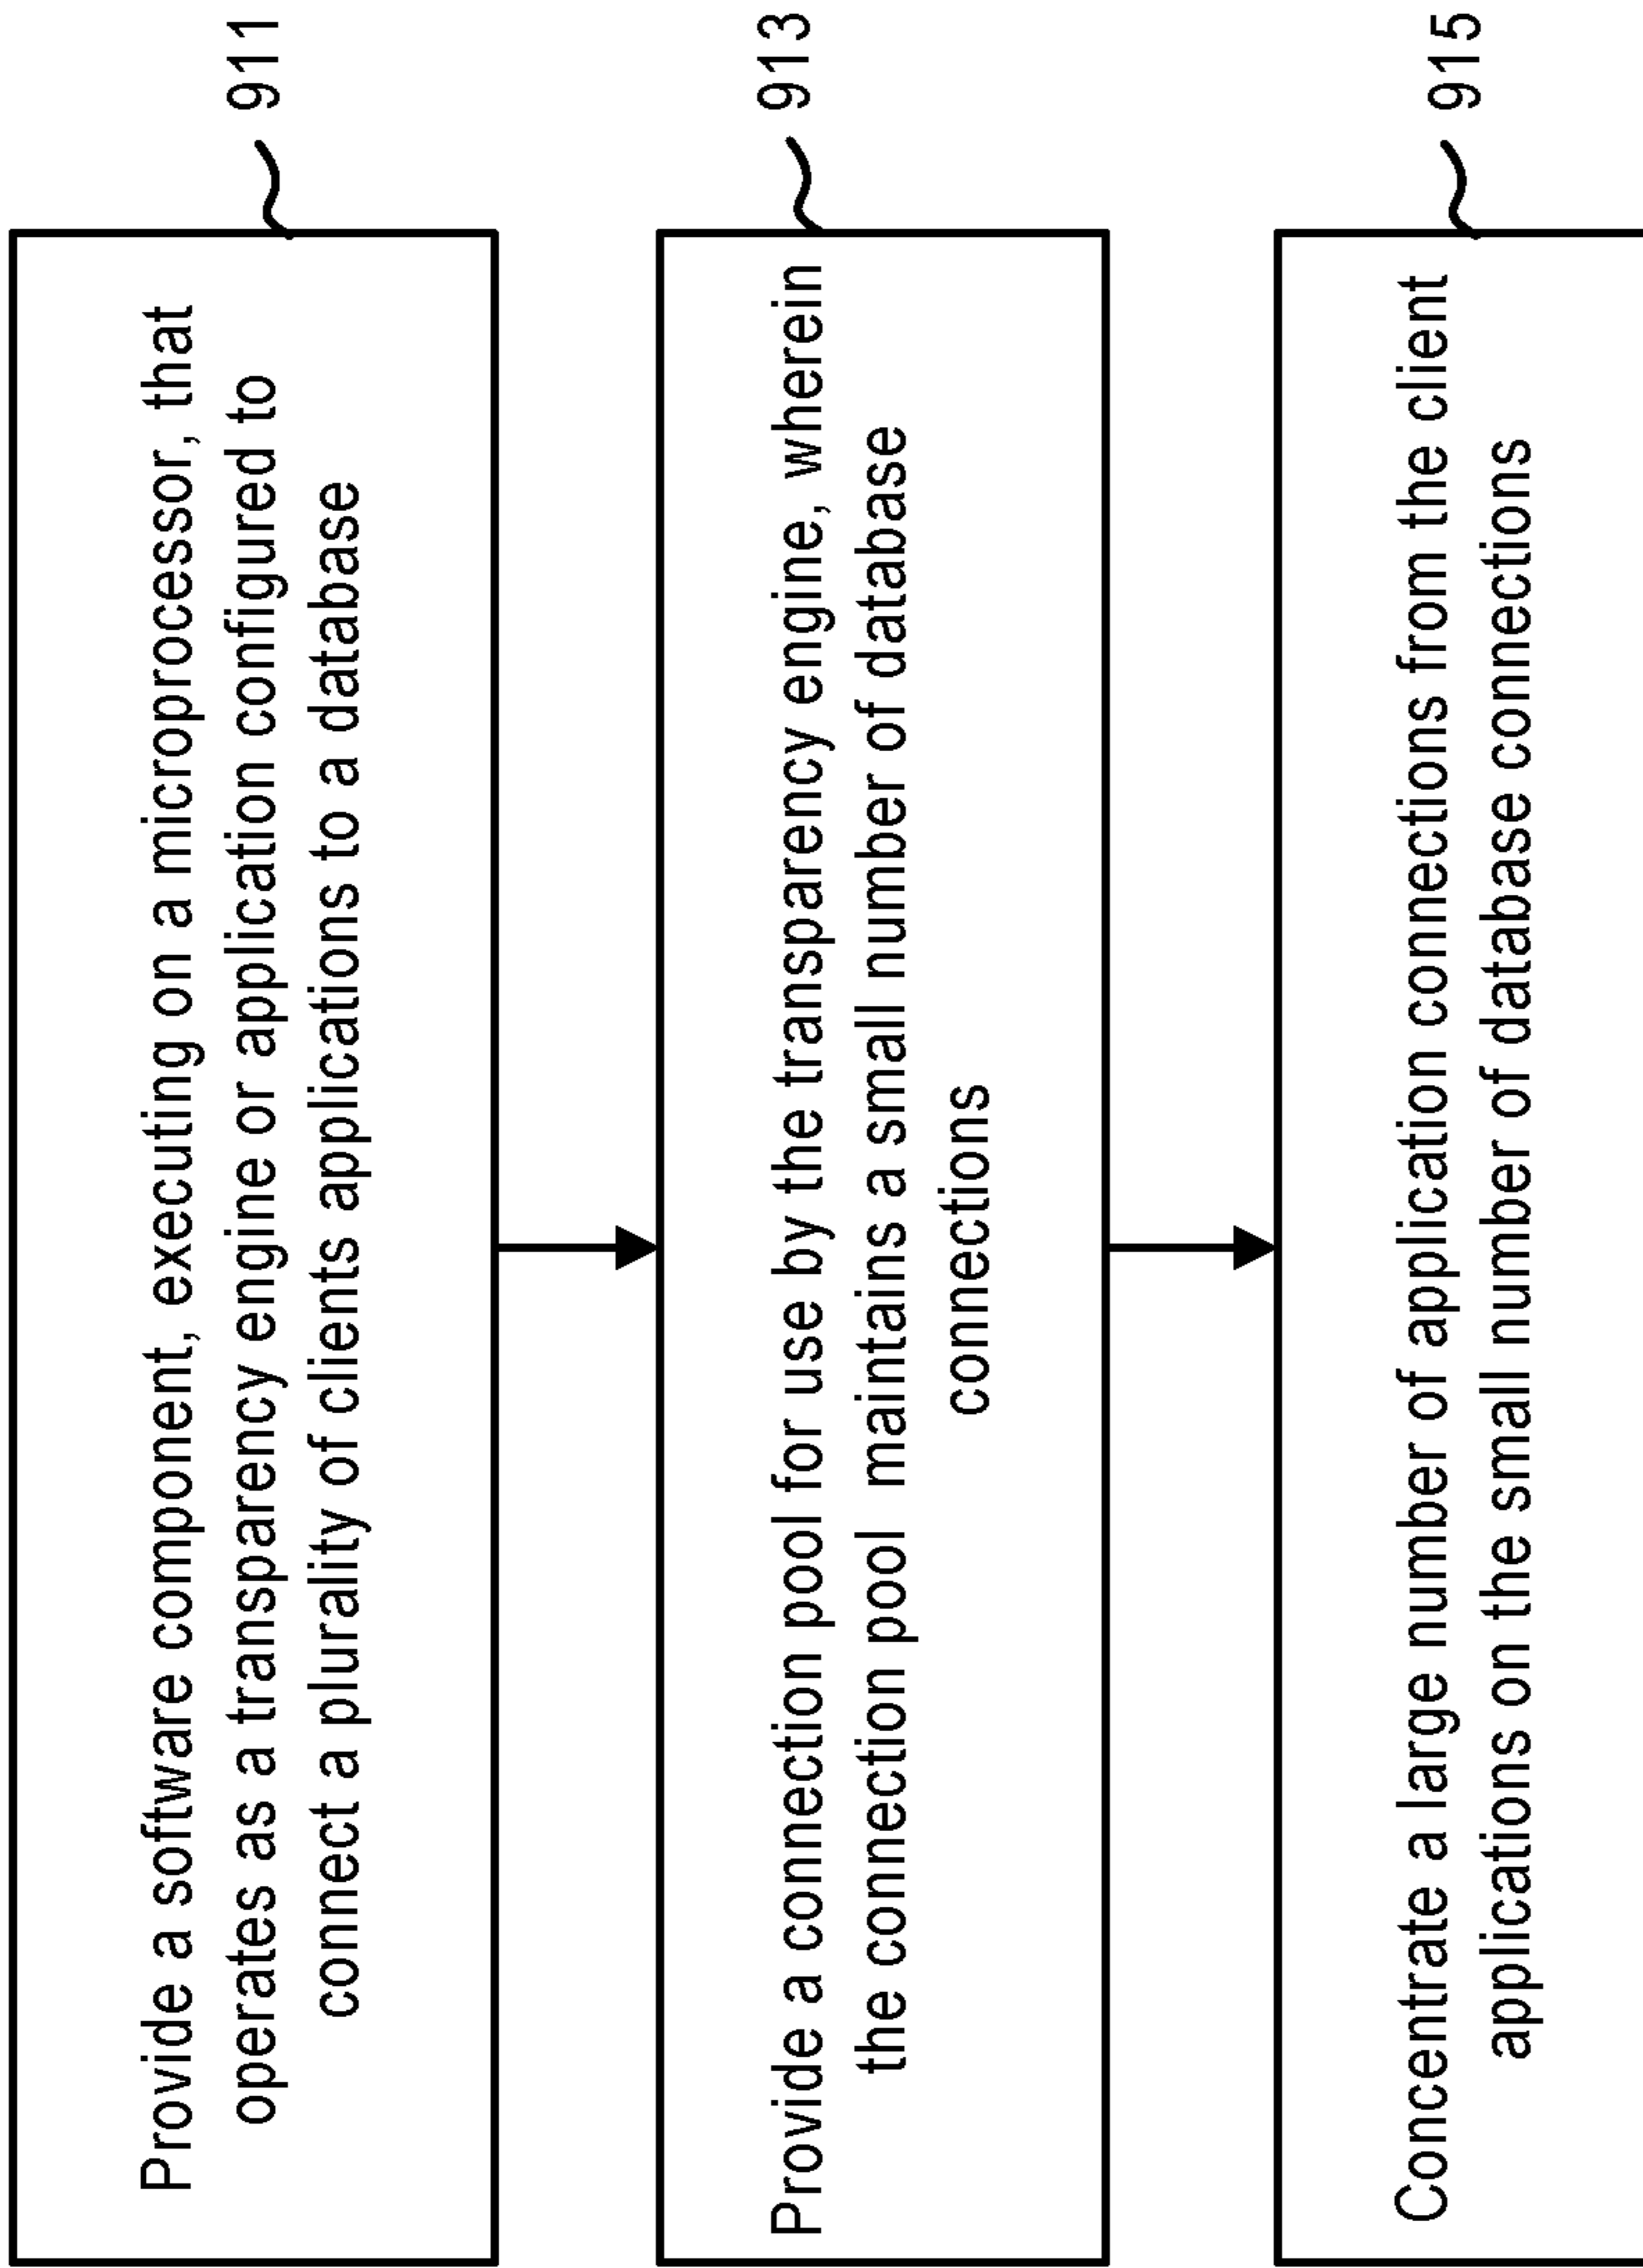 Provide a software component, executing on a microprocessor, that
operates as a transparency engine or application configured to
connect a plurality of clients applications to a database
911
Provide a connection pool for use by the transparency engine, wherein
the connection pool maintains a small number of database
connections
913
Concentrate a large number of application connections from the client
applications on the small number of database connections
915